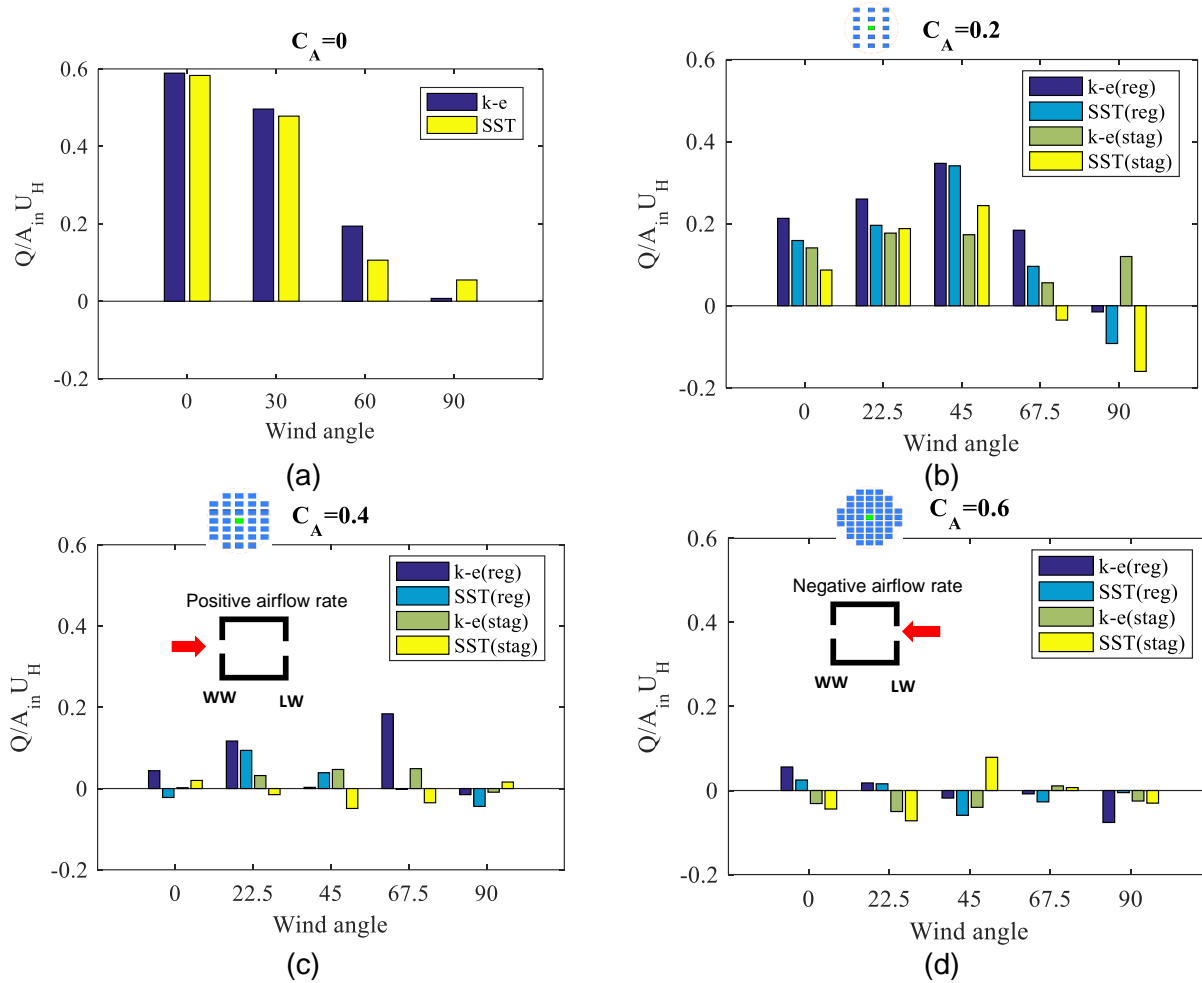 C_A=0
0.6
0.4
0.2
0
-0.2
Q/A_in U_H
k-e
SST
0 30 60 90
Wind angle
(a)
C_A=0.2
0.6
0.4
0.2
0
-0.2
Q/A_in U_H
k-e(reg)
SST(reg)
k-e(stag)
SST(stag)
0 22.5 45 67.5 90
Wind angle
(b)
C_A=0.4
0.6
0.4
0.2
0
-0.2
Q/A_in U_H
k-e(reg)
SST(reg)
k-e(stag)
SST(stag)
Positive airflow rate
WW LW
0 22.5 45 67.5 90
Wind angle
(c)
C_A=0.6
0.6
0.4
0.2
0
-0.2
Q/A_in U_H
k-e(reg)
SST(reg)
k-e(stag)
SST(stag)
Negative airflow rate
WW LW
0 22.5 45 67.5 90
Wind angle
(d)